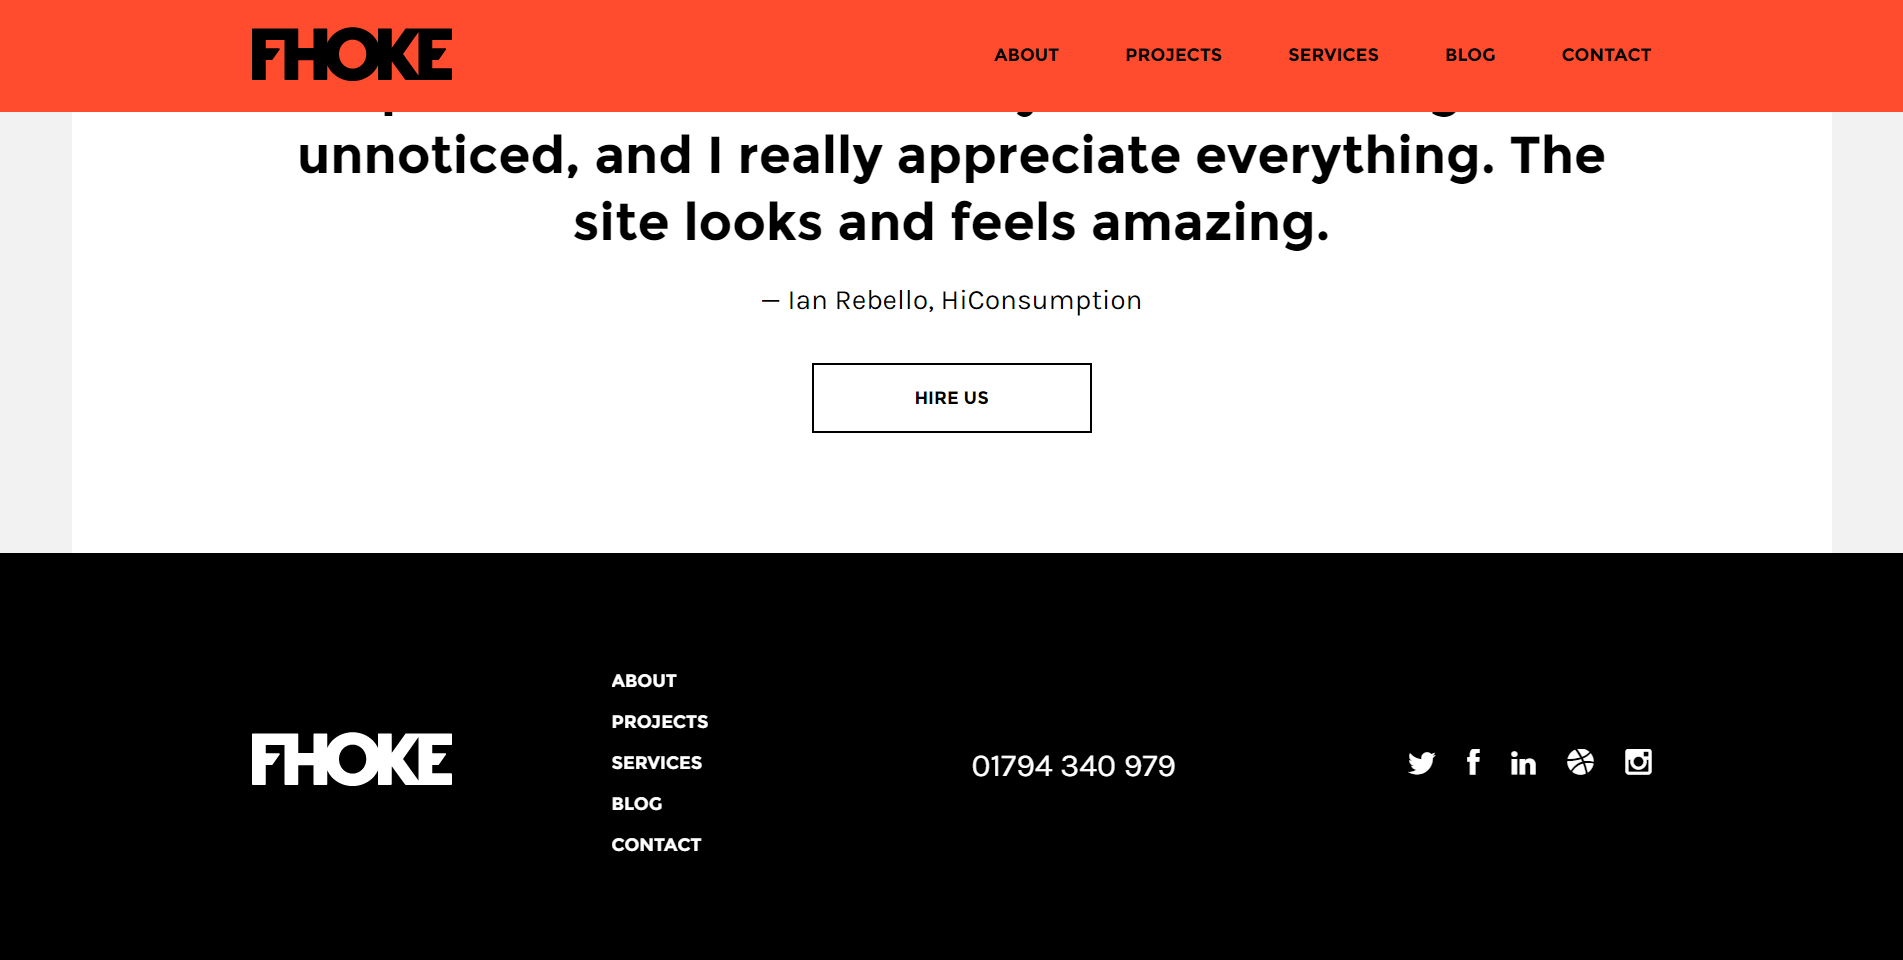 FHOKE
ABOUT PROJECTS SERVICES BLOG CONTACT
unnoticed, and I really appreciate everything. The
site looks and feels amazing.
— Ian Rebello, HiConsumption
HIRE US
FHOKE
ABOUT
PROJECTS
SERVICES
BLOG
CONTACT
01794 340 979